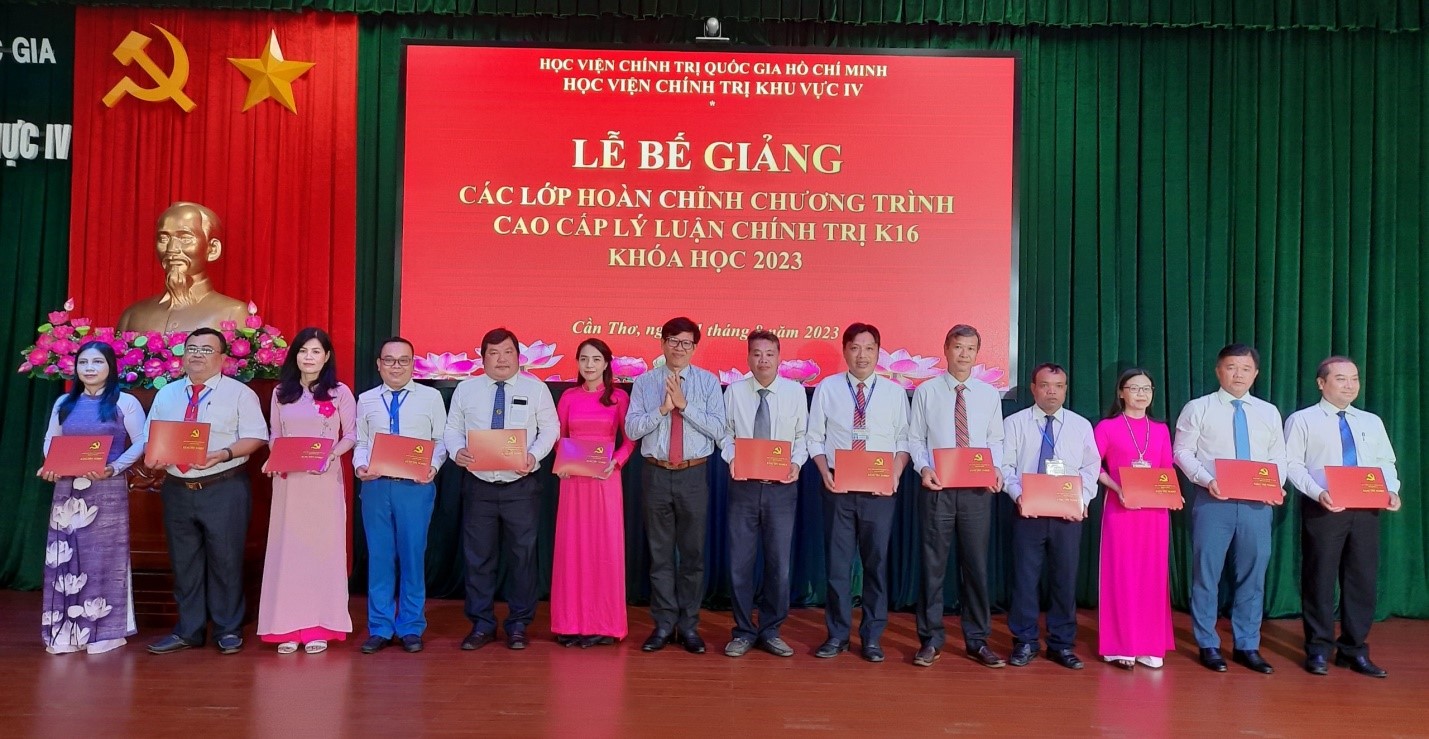 C GIA
VỰC IV
HỌC VIỆN CHÍNH TRỊ QUỐC GIA HỒ CHÍ MINH
HỌC VIỆN CHÍNH TRỊ KHU VỰC IV
*
LỄ BẾ GIẢNG
CÁC LỚP HOÀN CHỈNH CHƯƠNG TRÌNH
CAO CẤP LÝ LUẬN CHÍNH TRỊ K16
KHÓA HỌC 2023
Cần Thơ, tháng 8 năm 2023